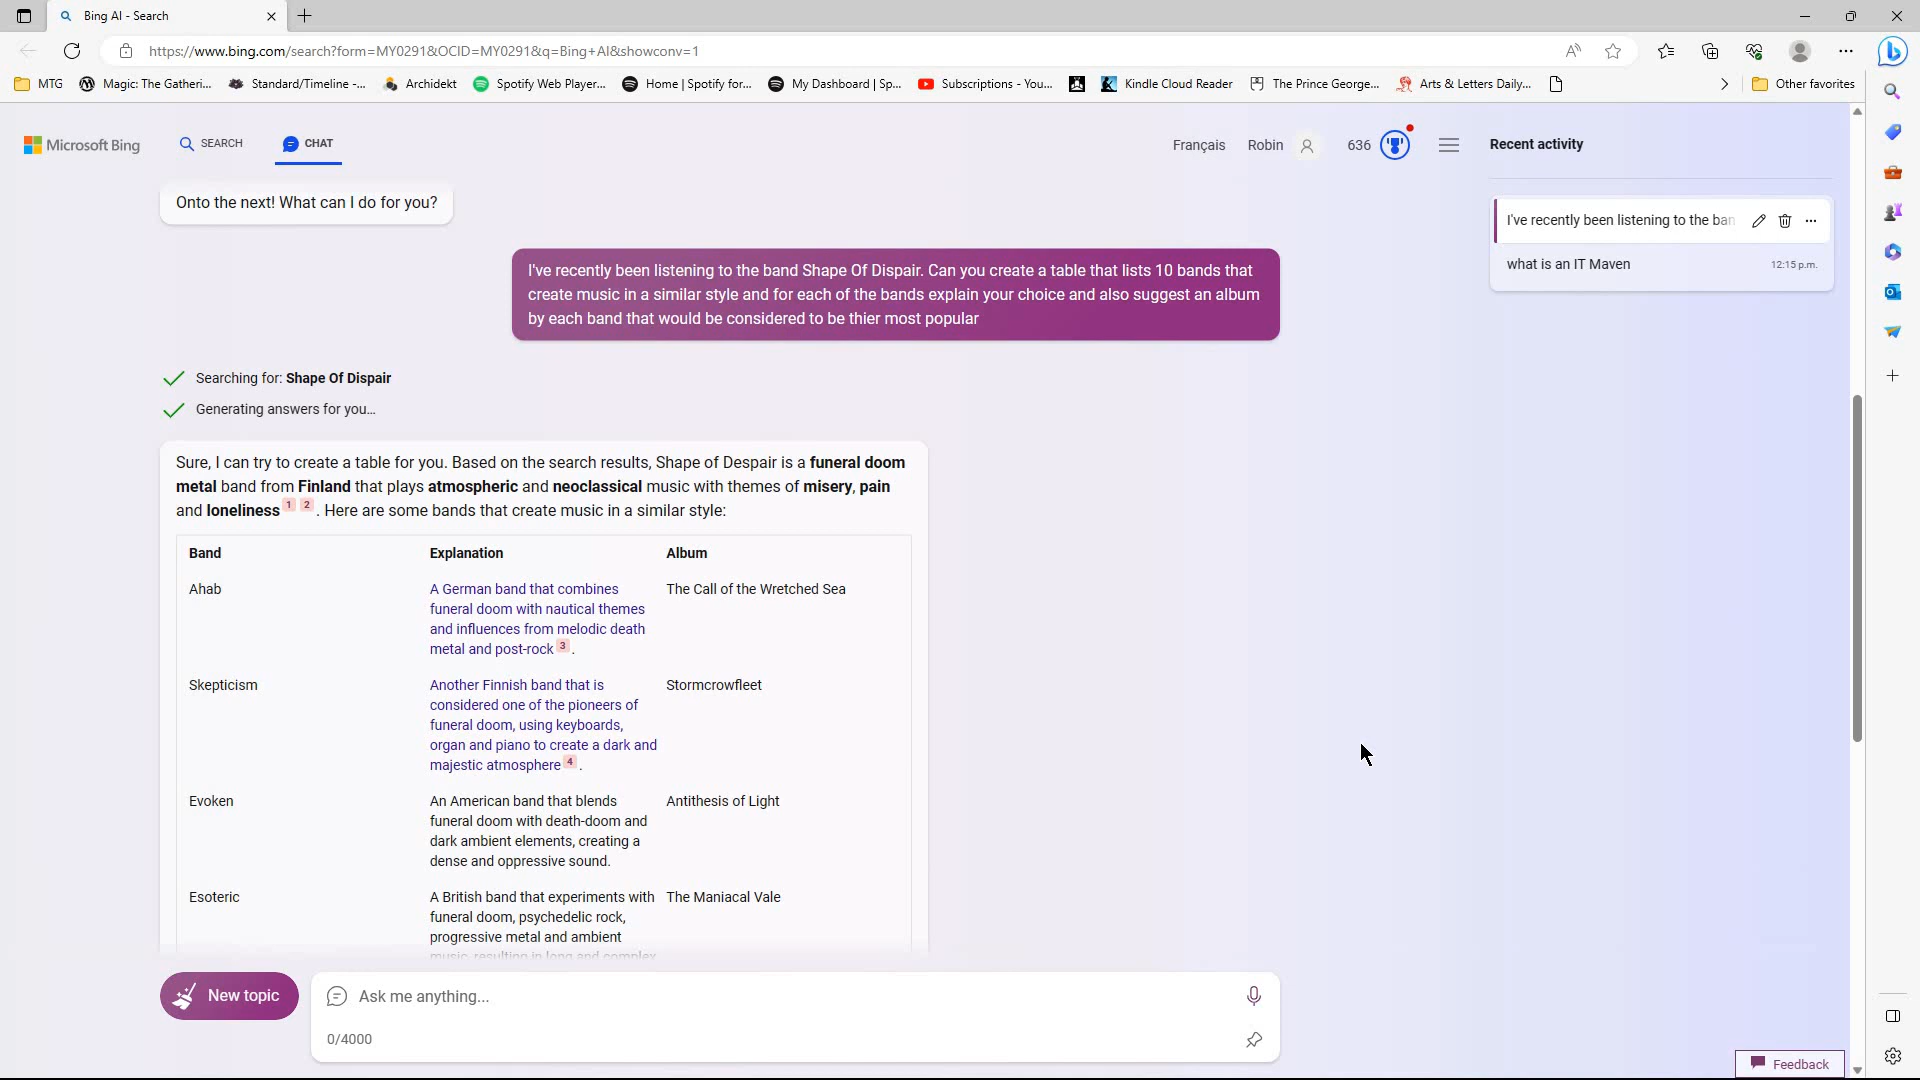 Bing AI - Search
https://www.bing.com/search?form=MY0291&OCID=MY0291&q=Bing+AI&showconv=1
MTG
Magic: The Gatheri...
Standard/Timeline -...
Archidekt
Spotify Web Player...
Home | Spotify for...
My Dashboard | Sp...
Subscriptions - You...
Kindle Cloud Reader
The Prince George...
Arts & Letters Daily...
Other favorites
Microsoft Bing
SEARCH
CHAT
Français
Robin
636
Recent activity
Onto the next! What can I do for you?
I've recently been listening to the ban
what is an IT Maven
12:15 p.m.
I've recently been listening to the band Shape Of Dispair. Can you create a table that lists 10 bands that
create music in a similar style and for each of the bands explain your choice and also suggest an album
by each band that would be considered to be thier most popular
Searching for: Shape Of Dispair
Generating answers for you...
Sure, I can try to create a table for you. Based on the search results, Shape of Despair is a funeral doom
metal band from Finland that plays atmospheric and neoclassical music with themes of misery, pain
and loneliness 1 2 . Here are some bands that create music in a similar style:
Band Explanation Album
Ahab A German band that combines The Call of the Wretched Sea
funeral doom with nautical themes
and influences from melodic death
metal and post-rock 3 .
Skepticism Another Finnish band that is Stormcrowfleet
considered one of the pioneers of
funeral doom, using keyboards,
organ and piano to create a dark and
majestic atmosphere 4 .
Evoken An American band that blends Antithesis of Light
funeral doom with death-doom and
dark ambient elements, creating a
dense and oppressive sound.
Esoteric A British band that experiments with The Maniacal Vale
funeral doom, psychedelic rock,
progressive metal and ambient
music, resulting in long and complex
New topic
Ask me anything...
0/4000
Feedback